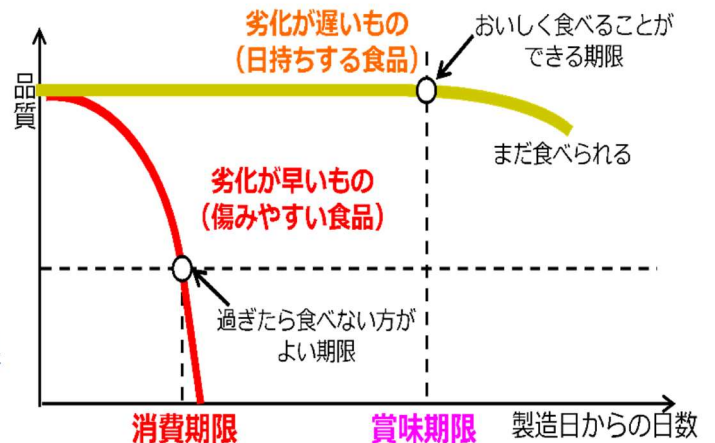 劣化が遅いもの
（日持ちする食品）
おいしく食べることが
できる期限
品質
まだ食べられる
劣化が早いもの
（傷みやすい食品）
過ぎたら食べない方が
よい期限
消費期限
賞味期限
製造日からの日数